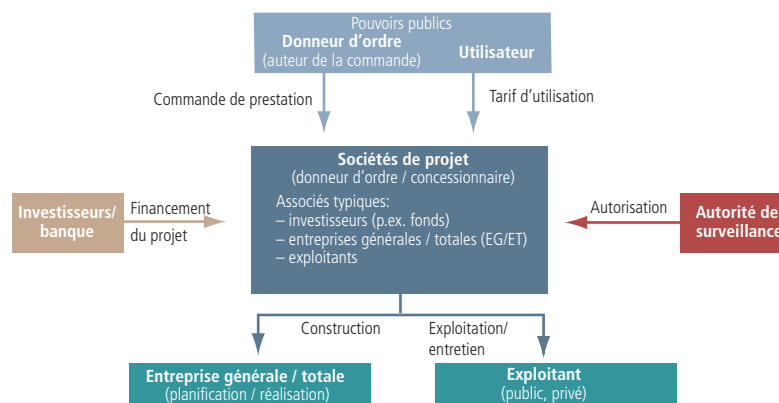 Pouvoirs publics
Donneur d'ordre
(auteur de la commande)
Utilisateur
Commande de prestation
Tarif d'utilisation
Sociétés de projet
(donneur d'ordre / concessionnaire)
Associés typiques:
– investisseurs (p.ex. fonds)
– entreprises générales / totales (EG/ET)
– exploitants
Investisseurs/
banque
Financement
du projet
Autorisation
Autorité de
surveillance
Construction
Exploitation/
entretien
Entreprise générale / totale
(planification / réalisation)
Exploitant
(public, privé)